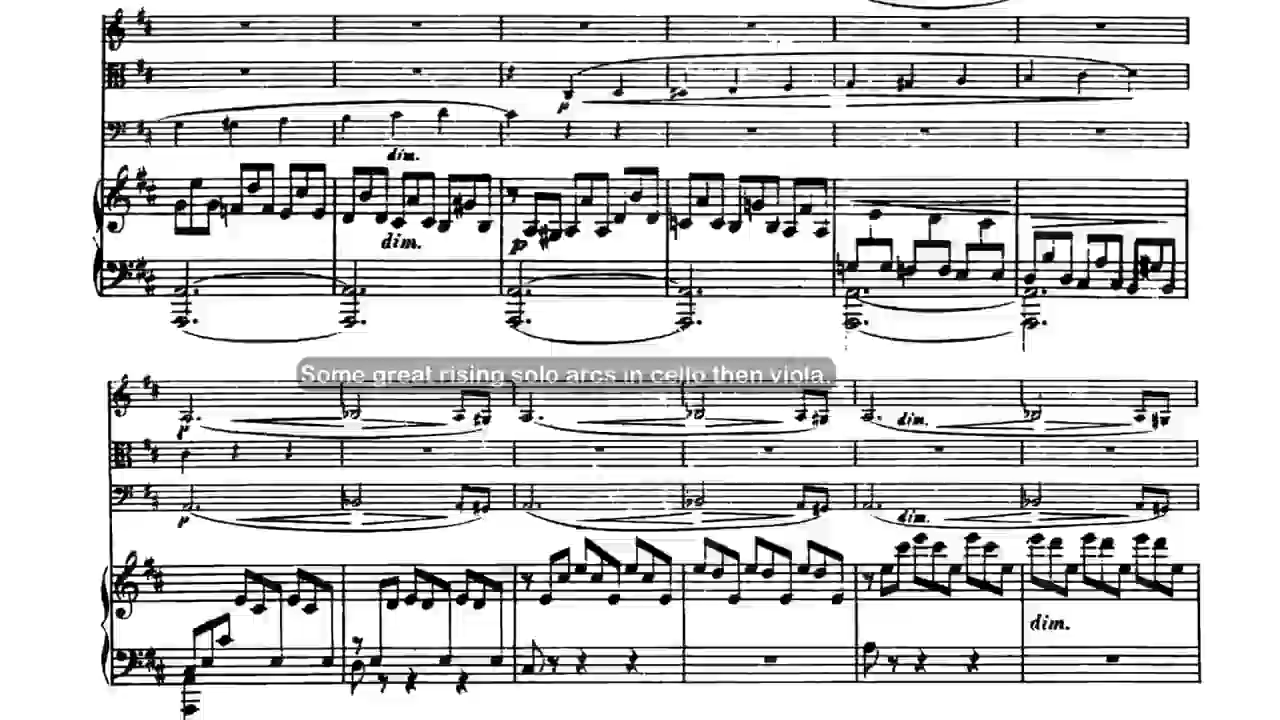 p
dim.
dim.
p
Some great rising solo arcs in cello then viola.
p
dim.
p
dim.
dim.